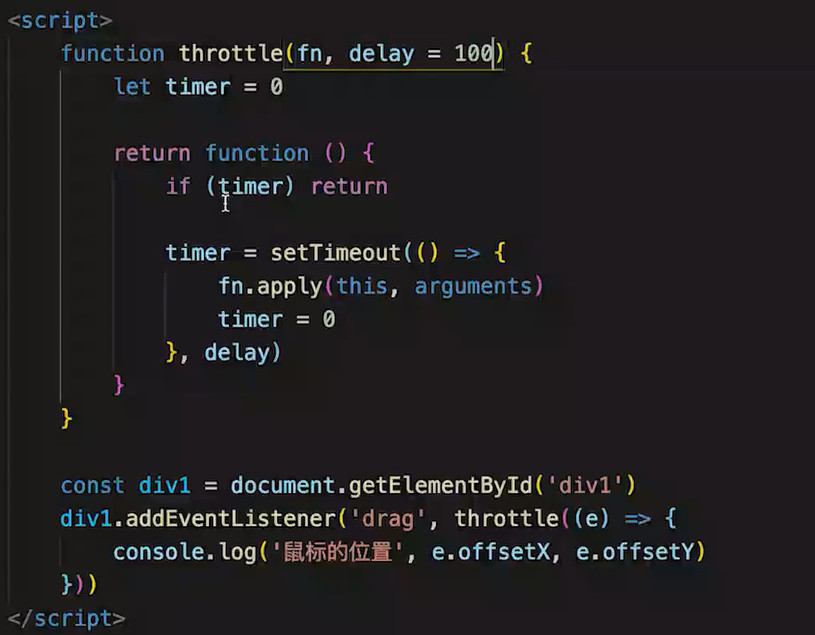 <script>
function throttle(fn, delay = 100) {
let timer = 0
return function () {
if (timer) return
timer = setTimeout(() => {
fn.apply(this, arguments)
timer = 0
}, delay)
}
}
const div1 = document.getElementById('div1')
div1.addEventListener('drag', throttle((e) => {
console.log('鼠标的位置', e.offsetX, e.offsetY)
}))
</script>